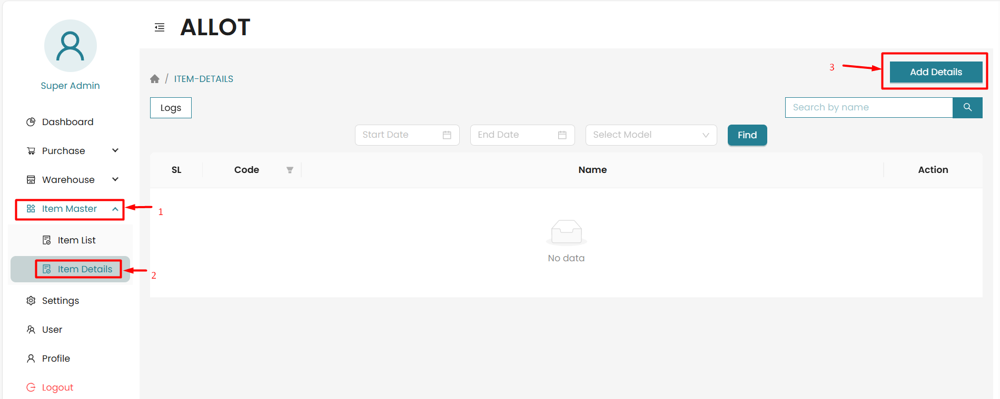 ALLOT
Super Admin
Dashboard
Purchase
Warehouse
Item Master
1
Item List
Item Details
2
Settings
User
Profile
Logout
/ ITEM-DETAILS
3
Add Details
Logs
Search by name
Start Date
End Date
Select Model
Find
SL Code Name Action
No data